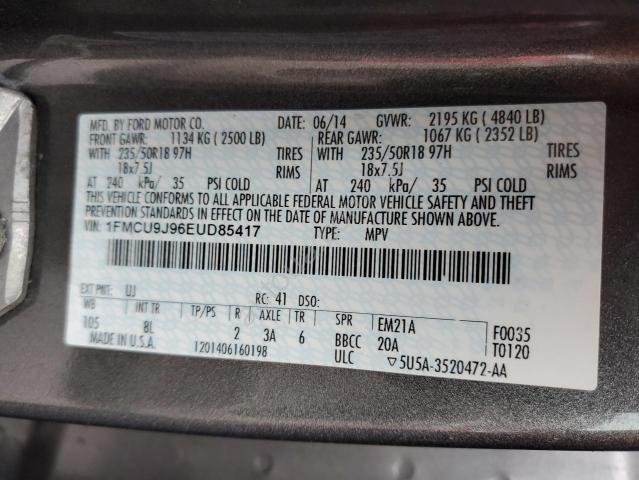 MFD. BY FORD MOTOR CO. DATE: 06/14 GVWR: 2195 KG ( 4840 LB)
FRONT GAWR: 1134 KG ( 2500 LB) REAR GAWR: 1067 KG ( 2352 LB)
WITH 235/50R18 97H TIRES WITH 235/50R18 97H TIRES
18x7.5J RIMS 18x7.5J RIMS
AT 240 kPa/ 35 PSI COLD AT 240 kPa/ 35 PSI COLD
THIS VEHICLE CONFORMS TO ALL APPLICABLE FEDERAL MOTOR VEHICLE SAFETY AND THEFT
PREVENTION STANDARDS IN EFFECT ON THE DATE OF MANUFACTURE SHOWN ABOVE.
VIN: 1FMCU9J96EUD85417 TYPE: MPV
EXT PNT: UJ RC: 41 DSO:
WB INT TR TP/PS R AXLE TR SPR EM21A F0035
105 8L 2 3A 6 BBCC 20A T0120
MADE IN U.S.A. 1201406160198 ULC ▽5U5A-3520472-AA